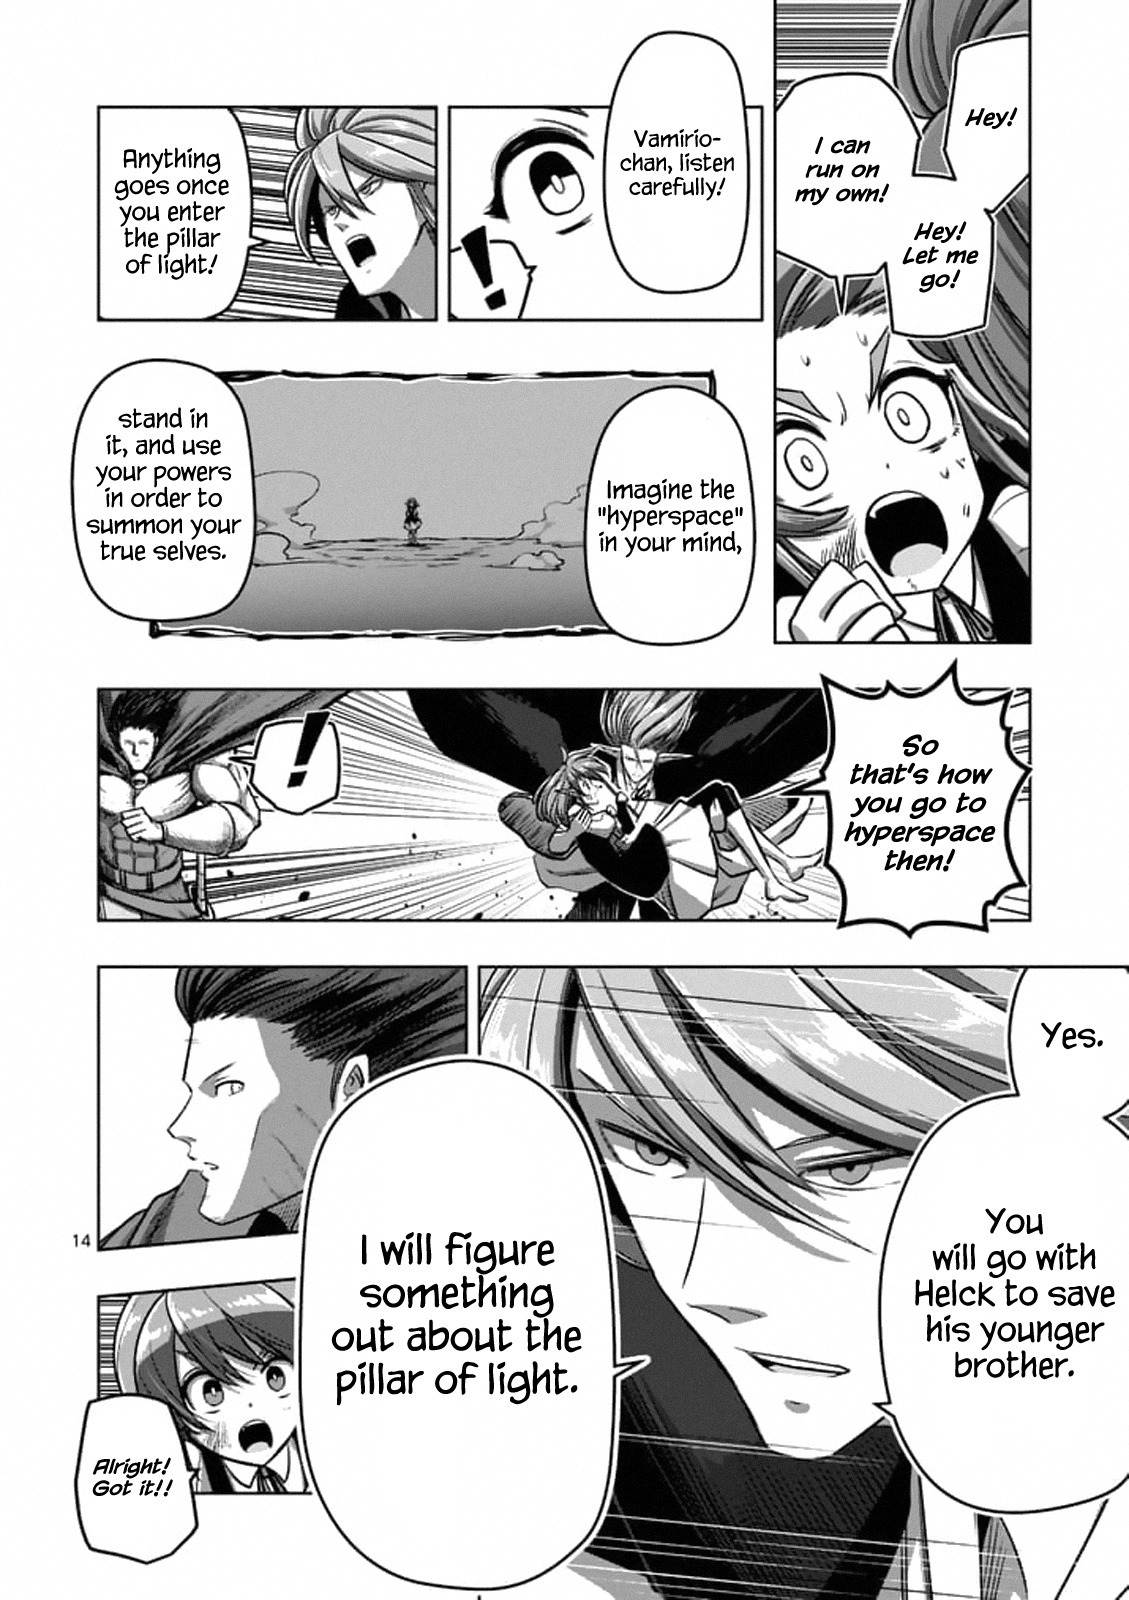 Hey!
I can
run on
my own!
Hey!
Let me
go!
Vamirio-
chan, listen
carefully!
!
Anything
goes once
you enter
the pillar
of light!
Imagine the
"hyperspace"
in your mind,
stand in
it, and use
your powers
in order to
summon your
true selves.
So
that's how
you go to
hyperspace
then!
!
Yes.
You
will go with
Helck to save
his younger
brother.
I will figure
something
out about the
pillar of light.
Alright!
Got it!!
14